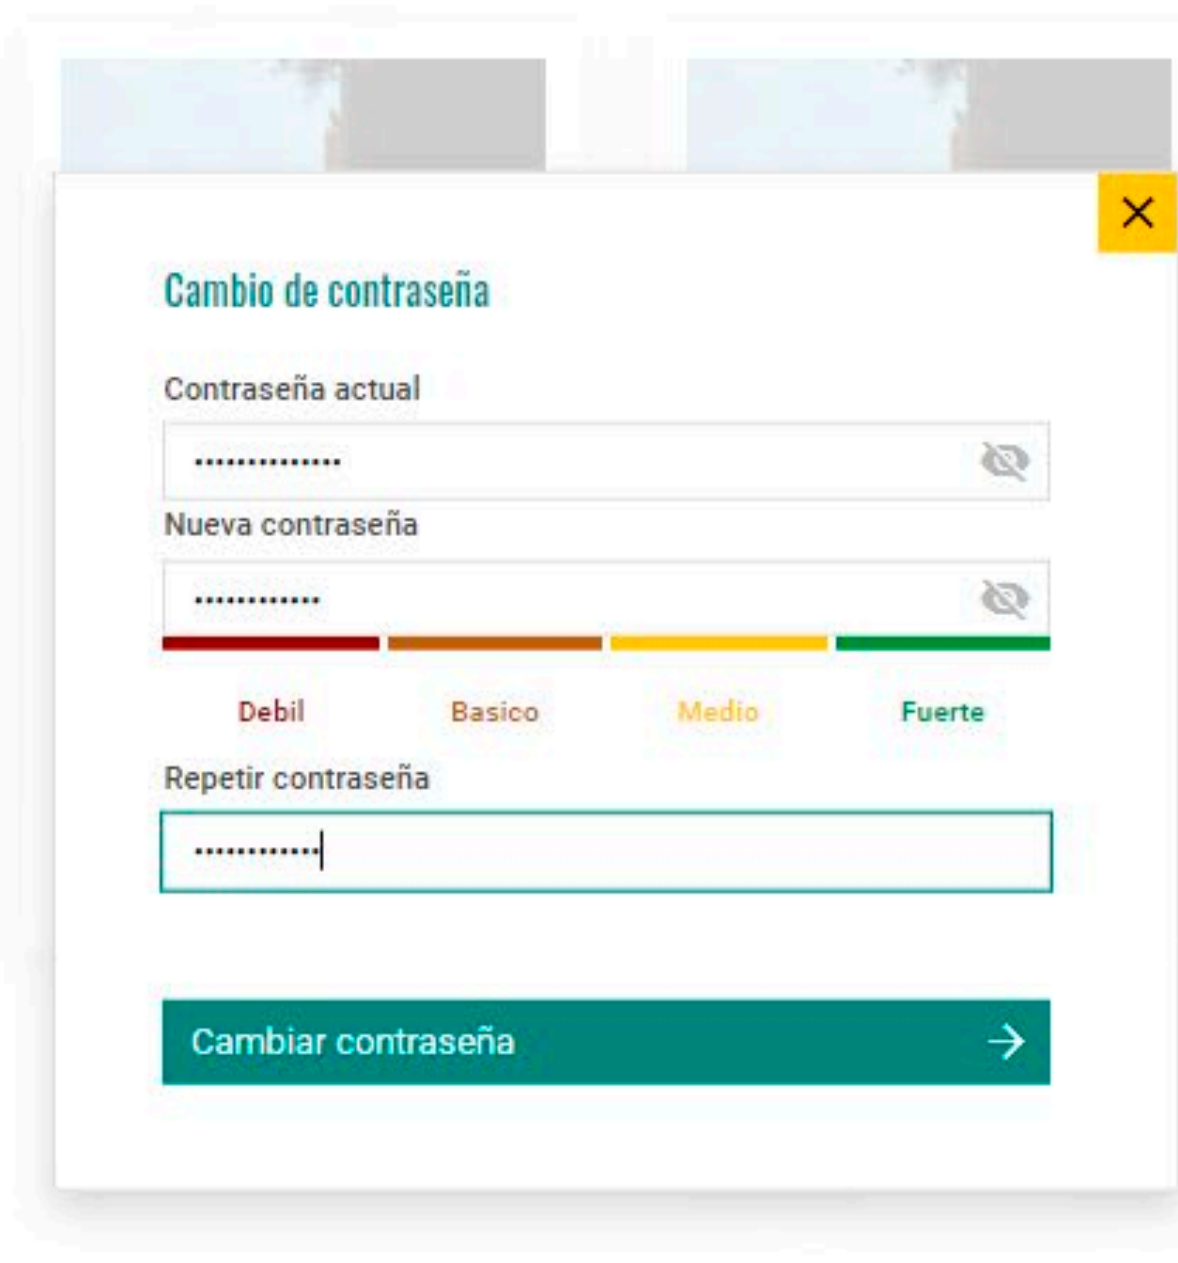 Cambio de contraseña
Contraseña actual
••••••••••••••
Nueva contraseña
••••••••••••
Debil Basico Medio Fuerte
Repetir contraseña
••••••••••••
Cambiar contraseña →